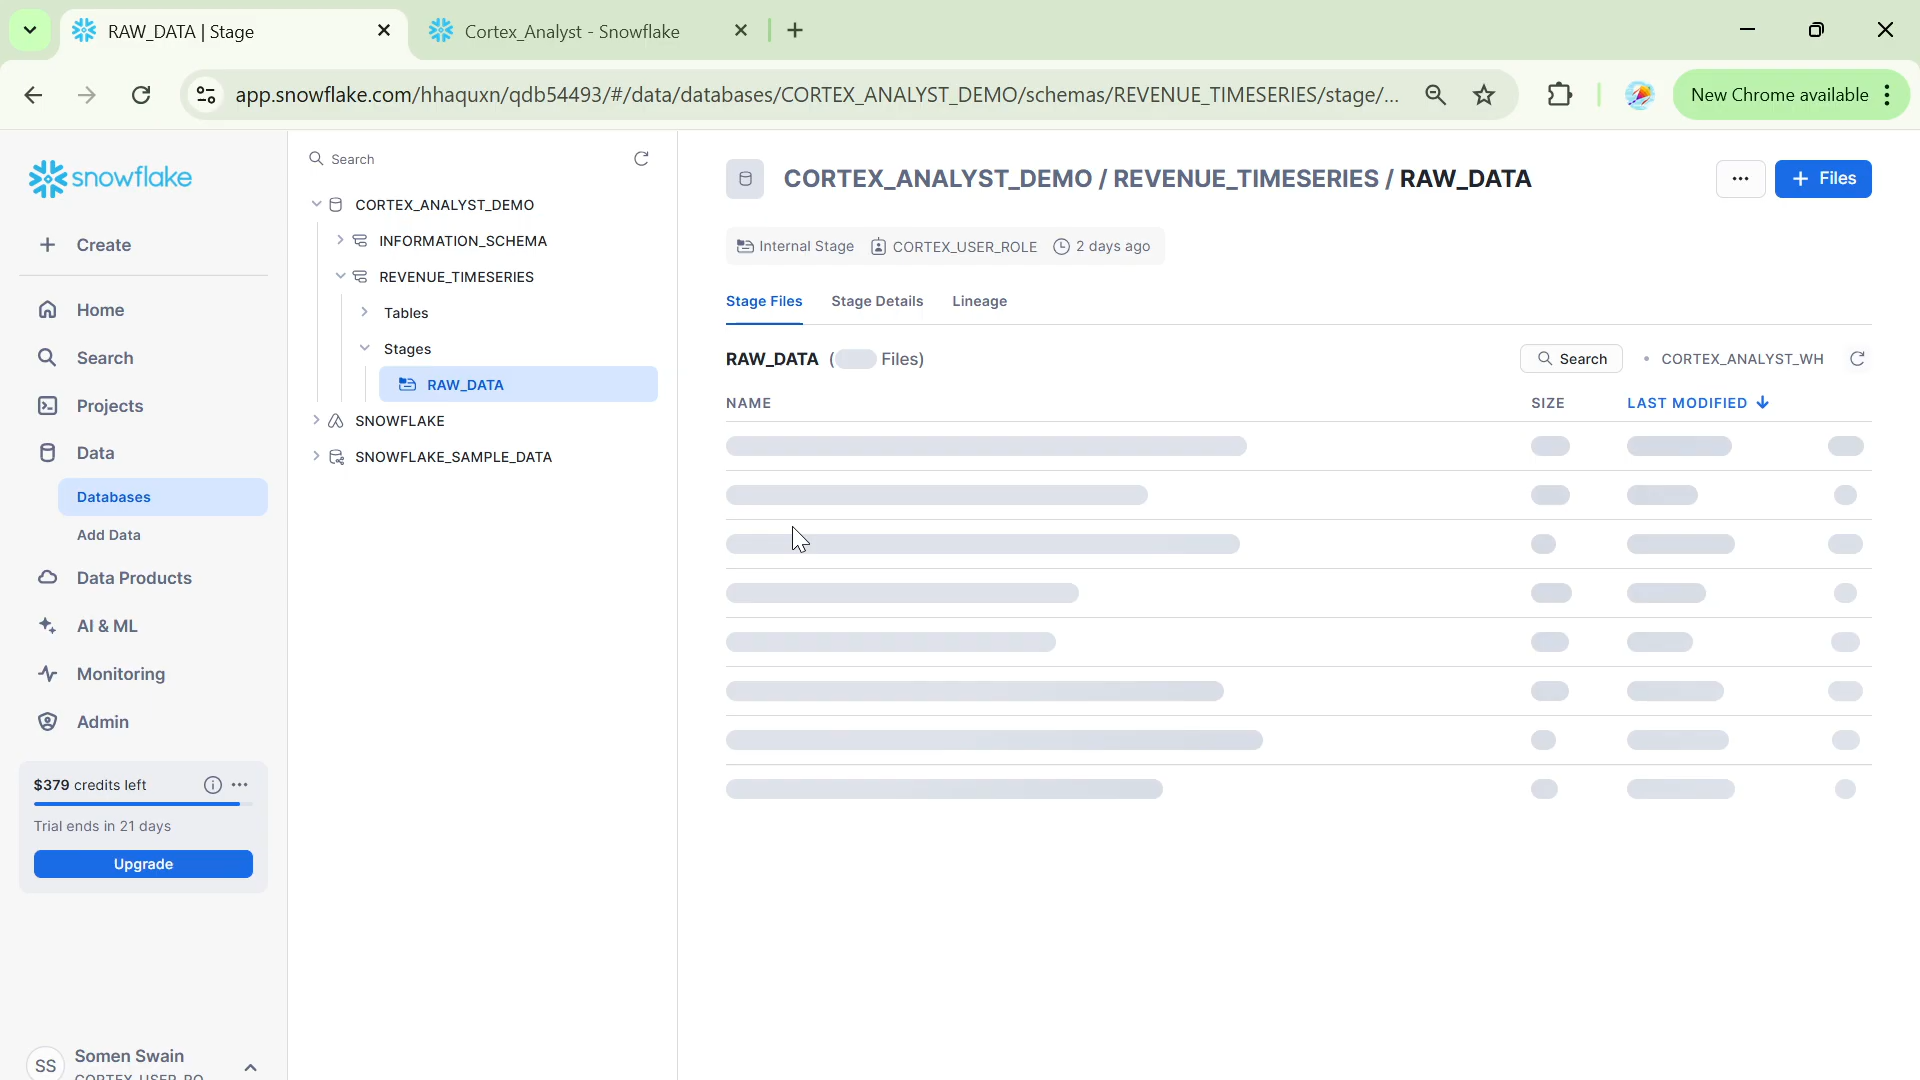 RAW_DATA | Stage
Cortex_Analyst - Snowflake
app.snowflake.com/hhaquxn/qdb54493/#/data/databases/CORTEX_ANALYST_DEMO/schemas/REVENUE_TIMESERIES/stage/...
New Chrome available
snowflake
Create
Home
Search
Projects
Data
Databases
Add Data
Data Products
AI & ML
Monitoring
Admin
$379 credits left
Trial ends in 21 days
Upgrade
SS
Somen Swain
CORTEX_USER_RO
Search
CORTEX_ANALYST_DEMO
INFORMATION_SCHEMA
REVENUE_TIMESERIES
Tables
Stages
RAW_DATA
SNOWFLAKE
SNOWFLAKE_SAMPLE_DATA
CORTEX_ANALYST_DEMO / REVENUE_TIMESERIES / RAW_DATA
... + Files
Internal Stage CORTEX_USER_ROLE 2 days ago
Stage Files Stage Details Lineage
RAW_DATA ( Files)
Search • CORTEX_ANALYST_WH
NAME SIZE LAST MODIFIED